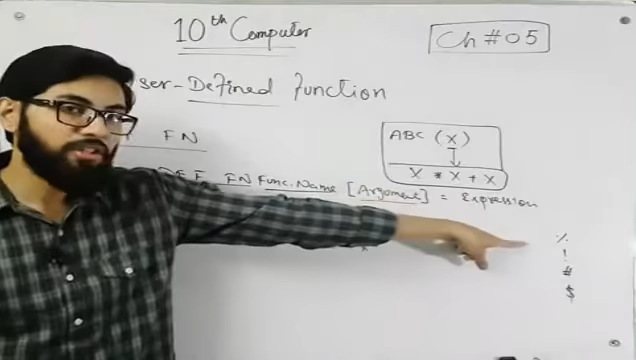 10th Computer
Ch # 05
ser-Defined Function
FN
ABC (X)
X * X + X
DEF FN Func.Name [Argument] = Expression
%
!
#
$